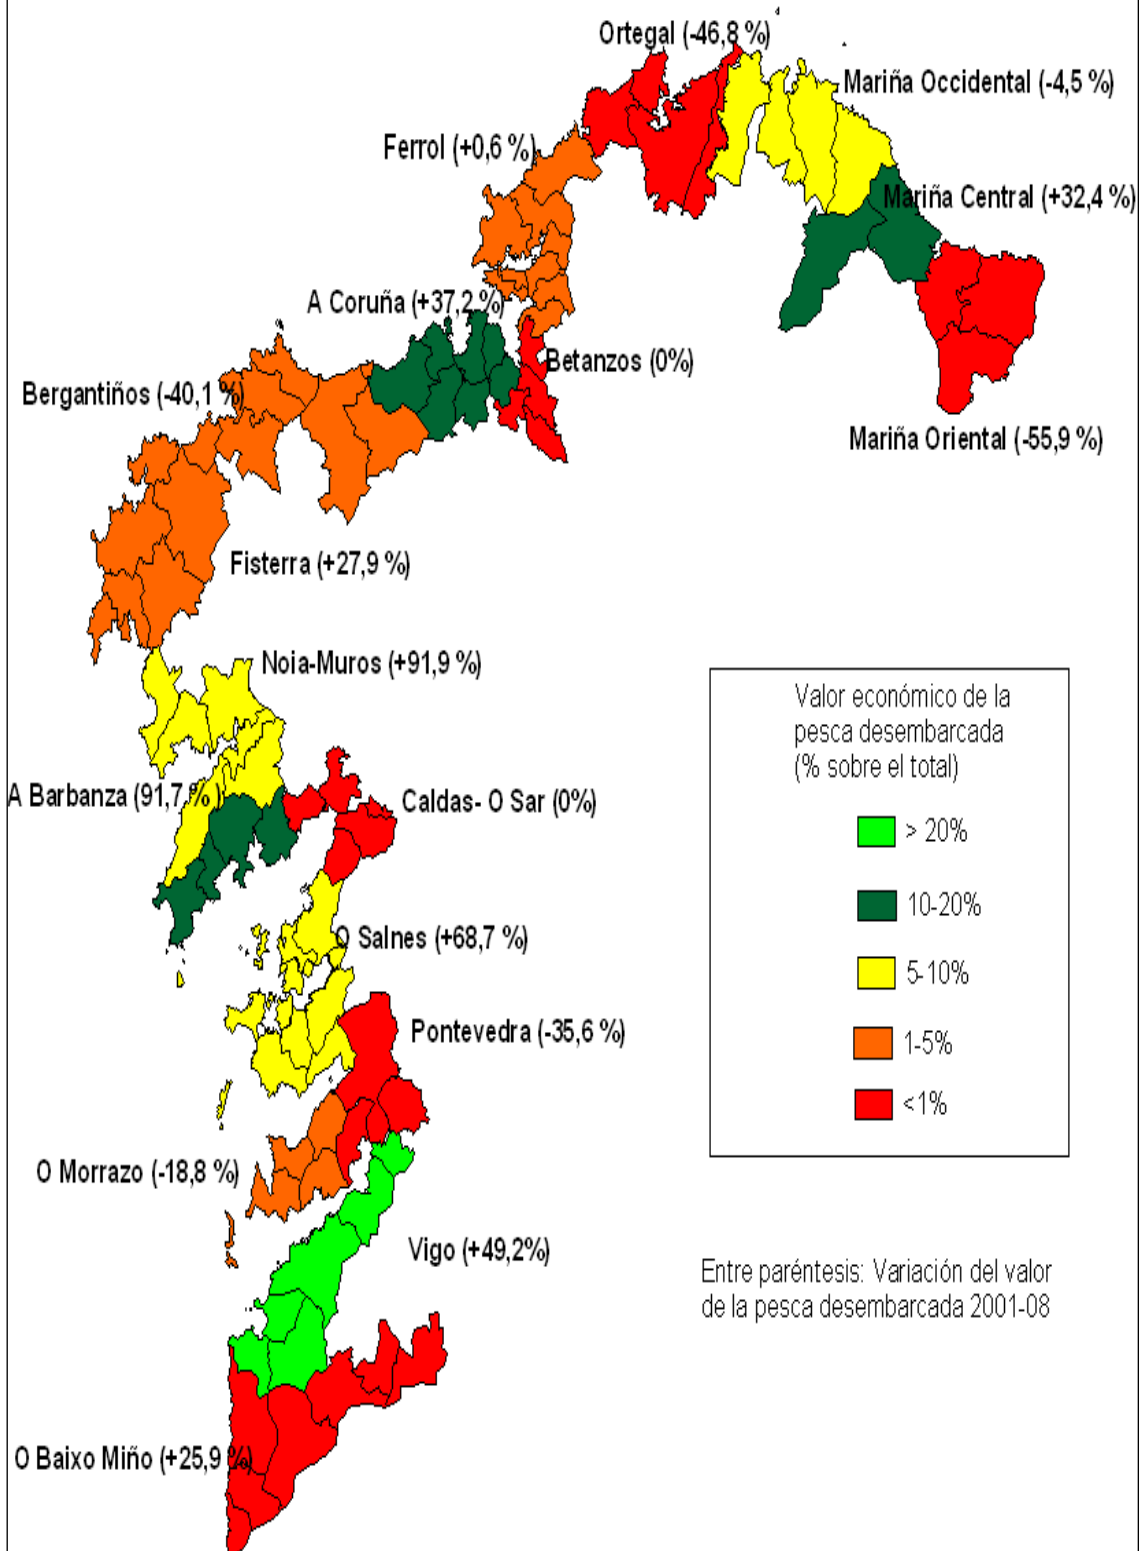 Ortegal (-46,8 %)
Mariña Occidental (-4,5 %)
Ferrol (+0,6 %)
Mariña Central (+32,4 %)
A Coruña (+37,2 %)
Betanzos (0%)
Bergantiños (-40,1 %)
Mariña Oriental (-55,9 %)
Fisterra (+27,9 %)
Noia-Muros (+91,9 %)
A Barbanza (91,7 % )
Caldas- O Sar (0%)
O Salnes (+68,7 %)
Pontevedra (-35,6 %)
O Morrazo (-18,8 %)
Vigo (+49,2%)
O Baixo Miño (+25,9 %)
Valor económico de la
pesca desembarcada
(% sobre el total)
> 20%
10-20%
5-10%
1-5%
<1%
Entre paréntesis: Variación del valor
de la pesca desembarcada 2001-08